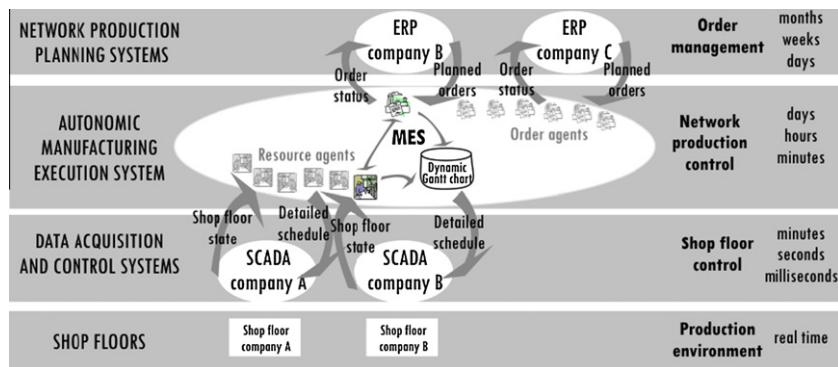 NETWORK PRODUCTION
PLANNING SYSTEMS
ERP
company B
ERP
company C
Order
management
months
weeks
days
Order
status
Planned
orders
Order
status
Planned
orders
AUTONOMIC
MANUFACTURING
EXECUTION SYSTEM
MES
Order agents
Resource agents
Dynamic
Gantt chart
Network
production
control
days
hours
minutes
Shop floor
state
Detailed
schedule
Shop floor
state
Detailed
schedule
DATA ACQUISITION
AND CONTROL SYSTEMS
SCADA
company A
SCADA
company B
Shop floor
control
minutes
seconds
milliseconds
SHOP FLOORS
Shop floor
company A
Shop floor
company B
Production
environment
real time